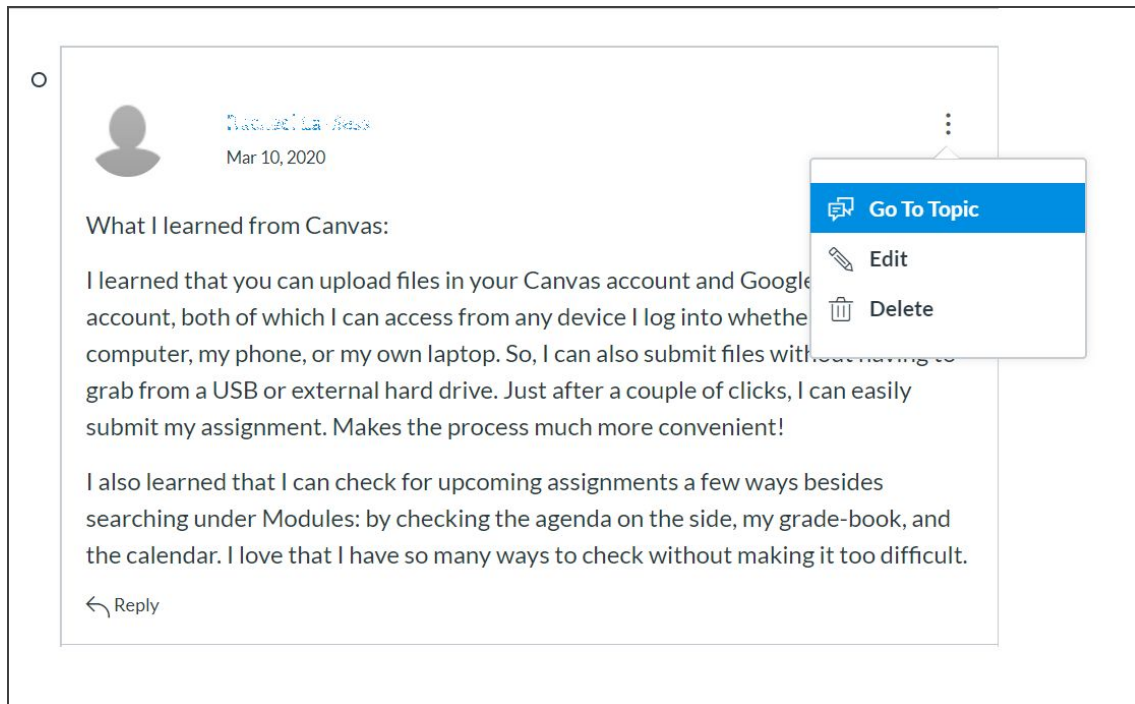 Mar 10, 2020
Go To Topic
Edit
Delete
What I learned from Canvas:
I learned that you can upload files in your Canvas account and Google
account, both of which I can access from any device I log into
computer, my phone, or my own laptop. So, I can also submit files without having to
grab from a USB or external hard drive. Just after a couple of clicks, I can easily
submit my assignment. Makes the process much more convenient!
I also learned that I can check for upcoming assignments a few ways besides
searching under Modules: by checking the agenda on the side, my grade-book, and
the calendar. I love that I have so many ways to check without making it too difficult.
Reply